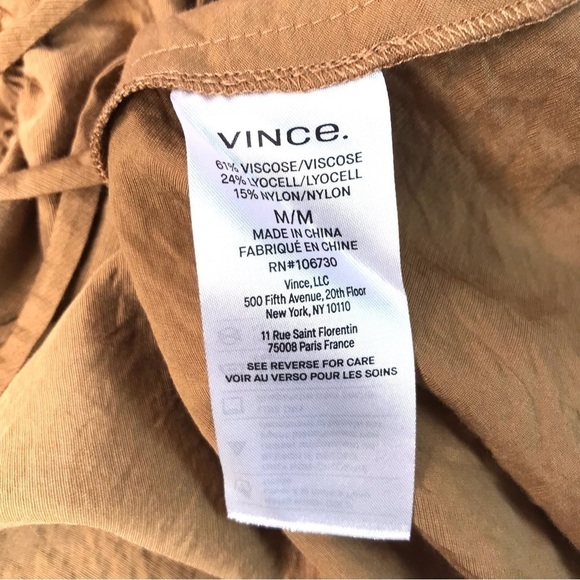 VINCE.
61% VISCOSE/VISCOSE
24% LYOCELL/LYOCELL
15% NYLON/NYLON
M/M
MADE IN CHINA
FABRIQUÉ EN CHINE
RN#106730
Vince, LLC
500 Fifth Avenue, 20th Floor
New York, NY 10110
11 Rue Saint Florentin
75008 Paris France
SEE REVERSE FOR CARE
VOIR AU VERSO POUR LES SOINS